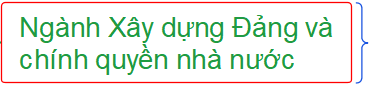 Ngành Xây dựng Đảng và
chính quyền nhà nước